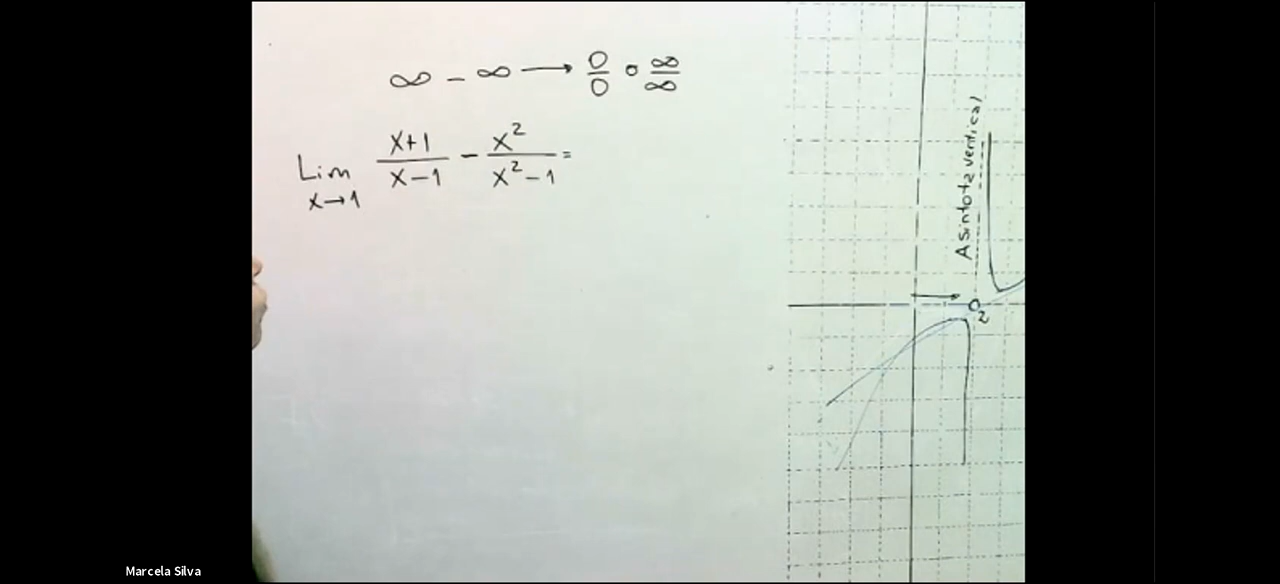 ∞ - ∞ → 0/0 o ∞/∞
Lim x→1 (x+1)/(x-1) - x²/(x²-1) =
Asintota vertical
2
Marcela Silva